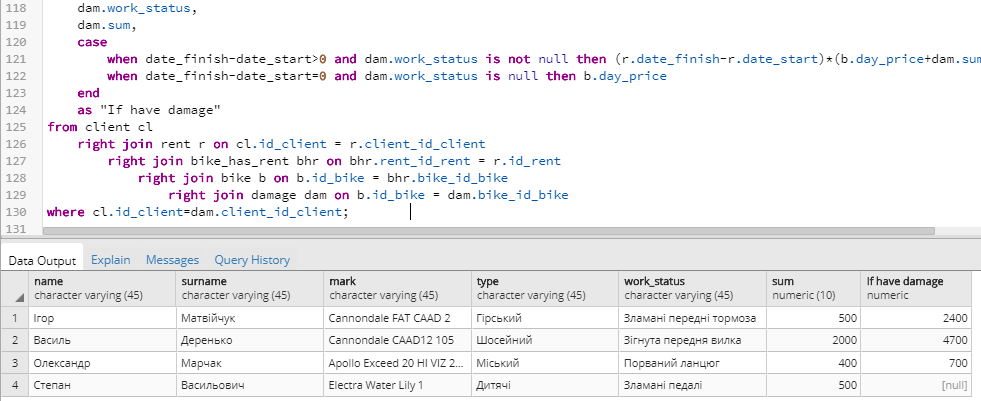 118 dam.work_status,
119 dam.sum,
120 case
121 when date_finish-date_start>0 and dam.work_status is not null then (r.date_finish-r.date_start)*(b.day_price+dam.sum
122 when date_finish-date_start=0 and dam.work_status is null then b.day_price
123 end
124 as "If have damage"
125 from client cl
126 right join rent r on cl.id_client = r.client_id_client
127 right join bike_has_rent bhr on bhr.rent_id_rent = r.id_rent
128 right join bike b on b.id_bike = bhr.bike_id_bike
129 right join damage dam on b.id_bike = dam.bike_id_bike
130 where cl.id_client=dam.client_id_client;
131
Data Output Explain Messages Query History
name surname mark type work_status sum If have damage
character varying (45) character varying (45) character varying (45) character varying (45) character varying (45) numeric (10) numeric
1 Ігор Матвійчук Cannondale FAT CAAD 2 Гірський Зламані передні тормоза 500 2400
2 Василь Деренько Cannondale CAAD12 105 Шосейний Зігнута передня вилка 2000 4700
3 Олександр Марчак Apollo Exceed 20 HI VIZ 2... Міський Порваний ланцюг 400 700
4 Степан Васильович Electra Water Lily 1 Дитячі Зламані педалі 500 [null]